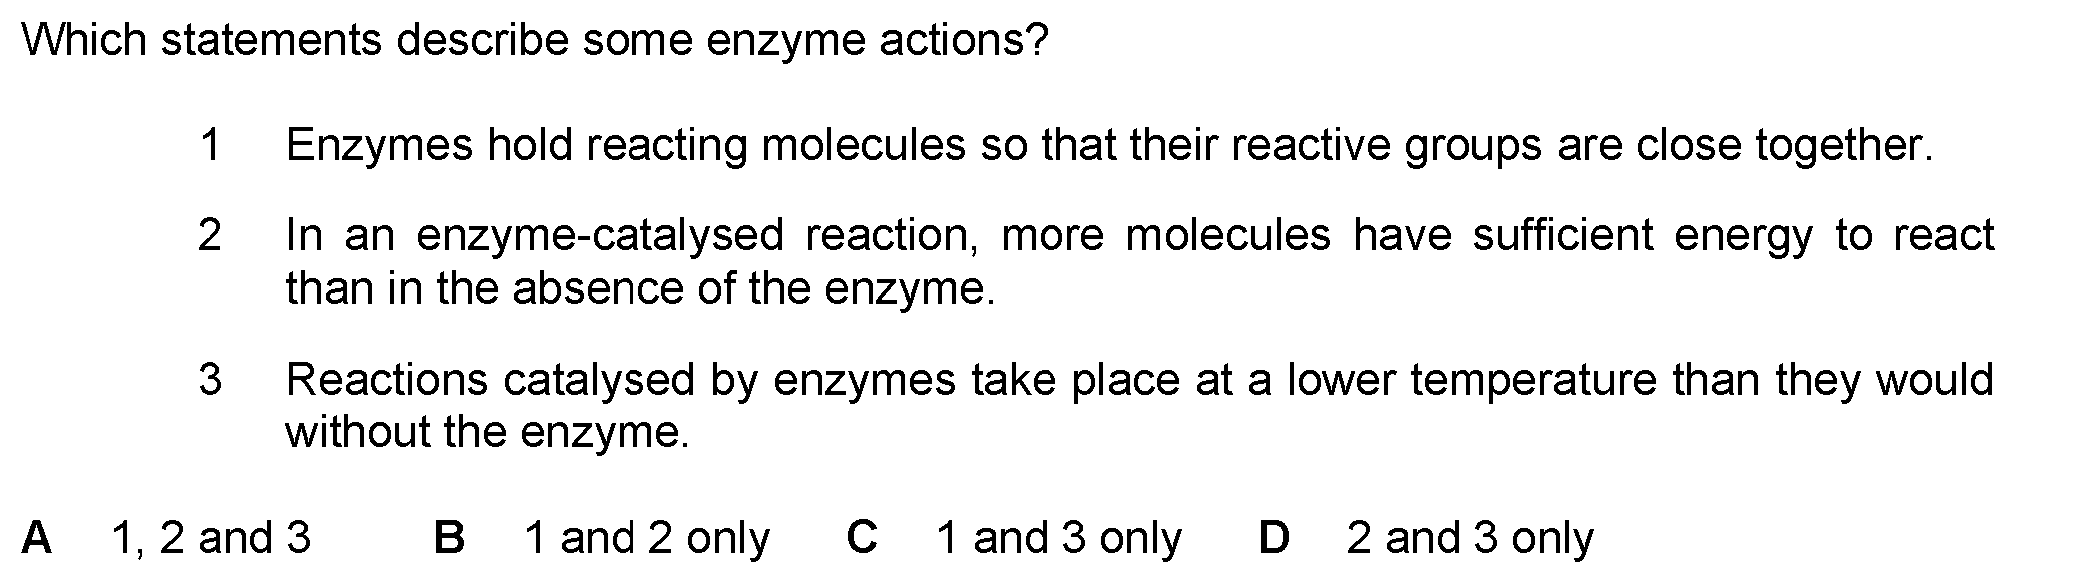 Which statements describe some enzyme actions?
1 Enzymes hold reacting molecules so that their reactive groups are close together.
2 In an enzyme-catalysed reaction, more molecules have sufficient energy to react
than in the absence of the enzyme.
3 Reactions catalysed by enzymes take place at a lower temperature than they would
without the enzyme.
A 1, 2 and 3 B 1 and 2 only C 1 and 3 only D 2 and 3 only